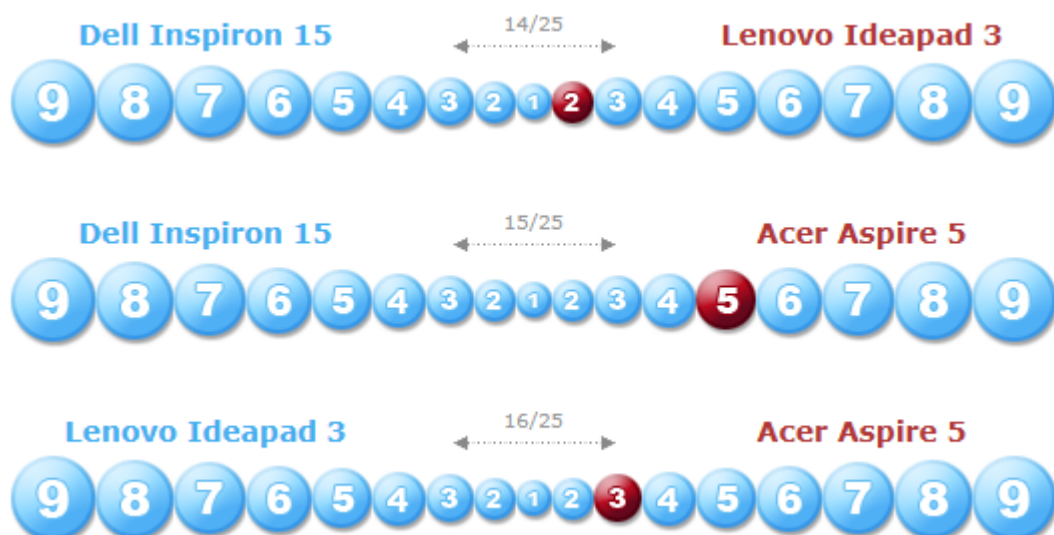 14/25
Dell Inspiron 15 Lenovo Ideapad 3
9 8 7 6 5 4 3 2 1 2 3 4 5 6 7 8 9
15/25
Dell Inspiron 15 Acer Aspire 5
9 8 7 6 5 4 3 2 1 2 3 4 5 6 7 8 9
16/25
Lenovo Ideapad 3 Acer Aspire 5
9 8 7 6 5 4 3 2 1 2 3 4 5 6 7 8 9